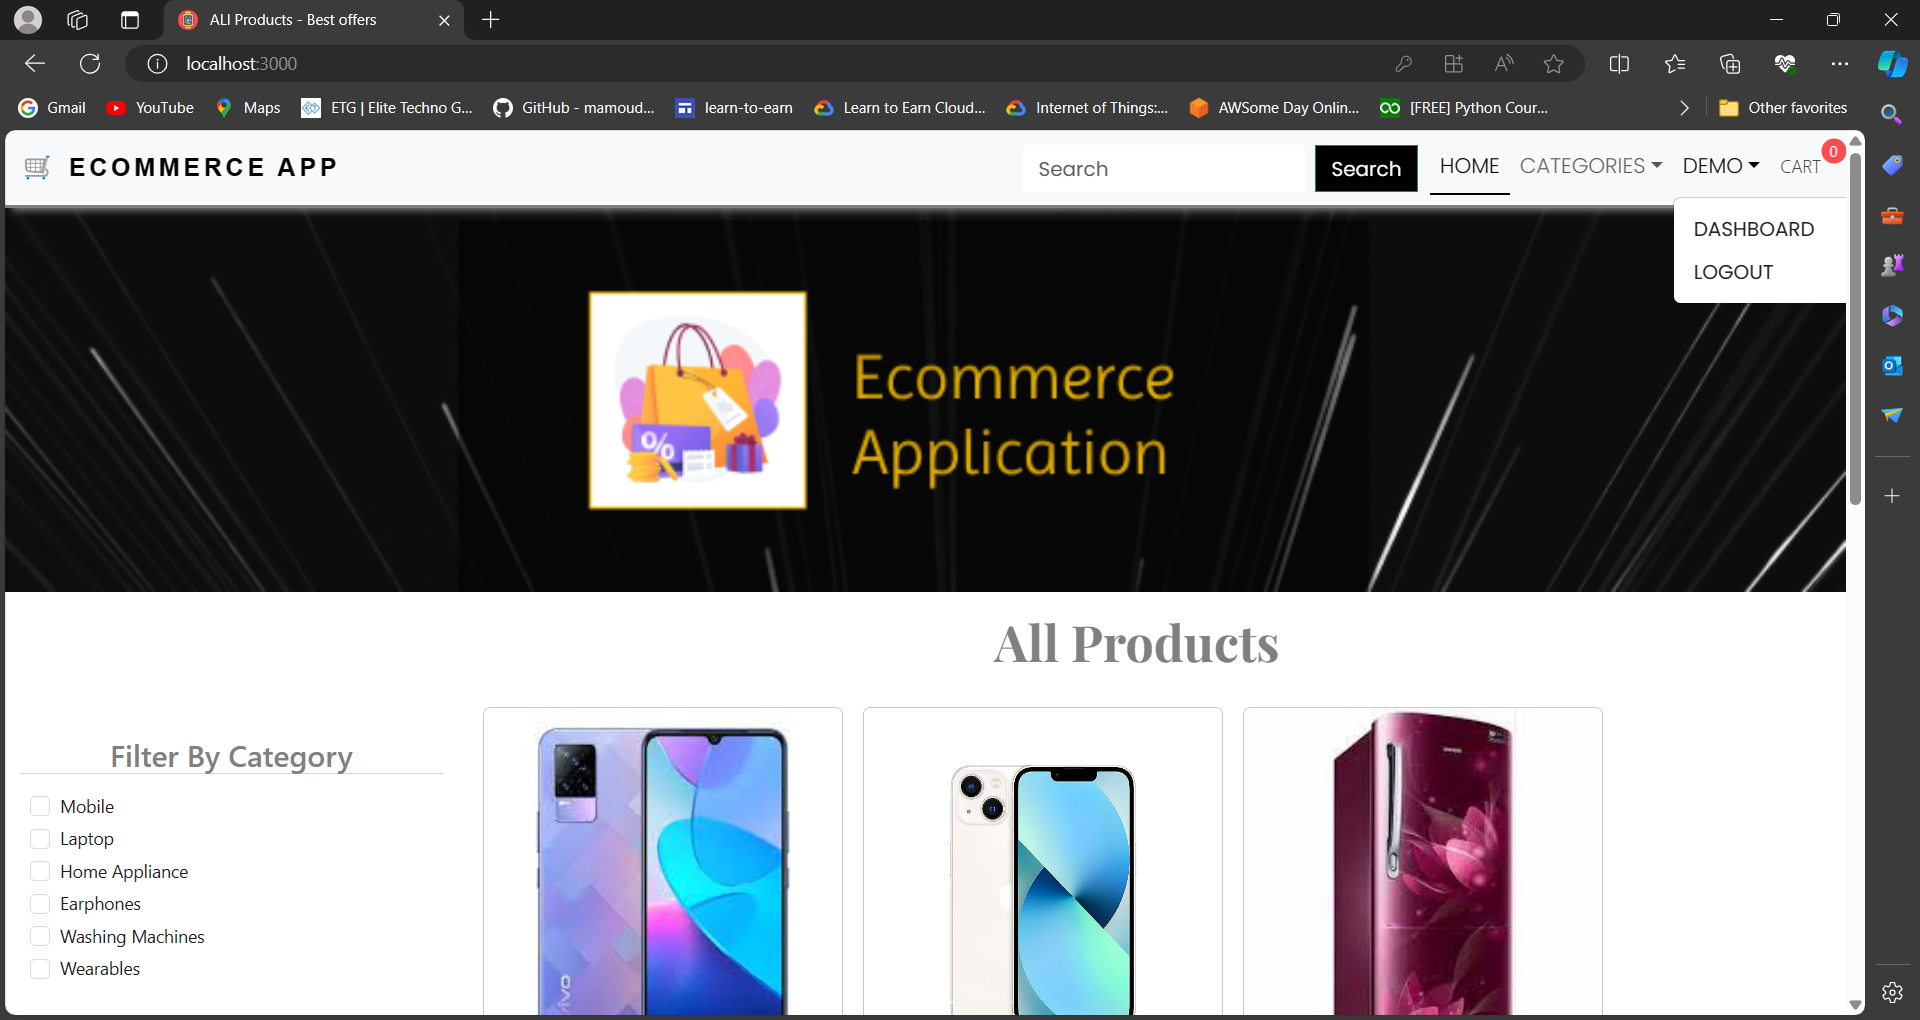 ALI Products - Best offers
localhost:3000
Gmail YouTube Maps ETG | Elite Techno G... GitHub - mamoud... learn-to-earn Learn to Earn Cloud... Internet of Things:... AWSome Day Onlin... [FREE] Python Cour... Other favorites
ECOMMERCE APP Search Search HOME CATEGORIES DEMO CART 0
DASHBOARD
LOGOUT
%
Ecommerce
Application
All Products
Filter By Category
Mobile
Laptop
Home Appliance
Earphones
Washing Machines
Wearables
vivo